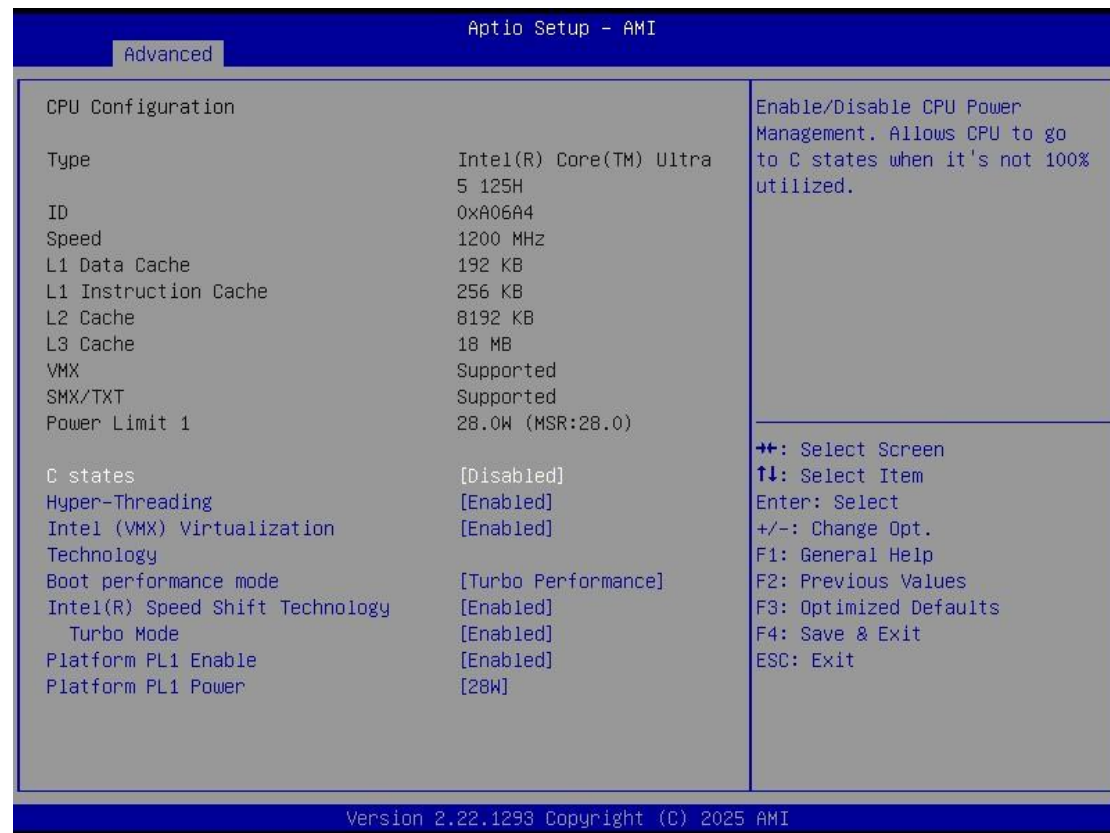 Aptio Setup – AMI
Advanced
CPU Configuration
Type Intel(R) Core(TM) Ultra
5 125H
ID 0xA06A4
Speed 1200 MHz
L1 Data Cache 192 KB
L1 Instruction Cache 256 KB
L2 Cache 8192 KB
L3 Cache 18 MB
VMX Supported
SMX/TXT Supported
Power Limit 1 28.0W (MSR:28.0)
C states [Disabled]
Hyper-Threading [Enabled]
Intel (VMX) Virtualization [Enabled]
Technology
Boot performance mode [Turbo Performance]
Intel(R) Speed Shift Technology [Enabled]
Turbo Mode [Enabled]
Platform PL1 Enable [Enabled]
Platform PL1 Power [28W]
Enable/Disable CPU Power
Management. Allows CPU to go
to C states when it's not 100%
utilized.
→←: Select Screen
↑↓: Select Item
Enter: Select
+/-: Change Opt.
F1: General Help
F2: Previous Values
F3: Optimized Defaults
F4: Save & Exit
ESC: Exit
Version 2.22.1293 Copyright (C) 2025 AMI